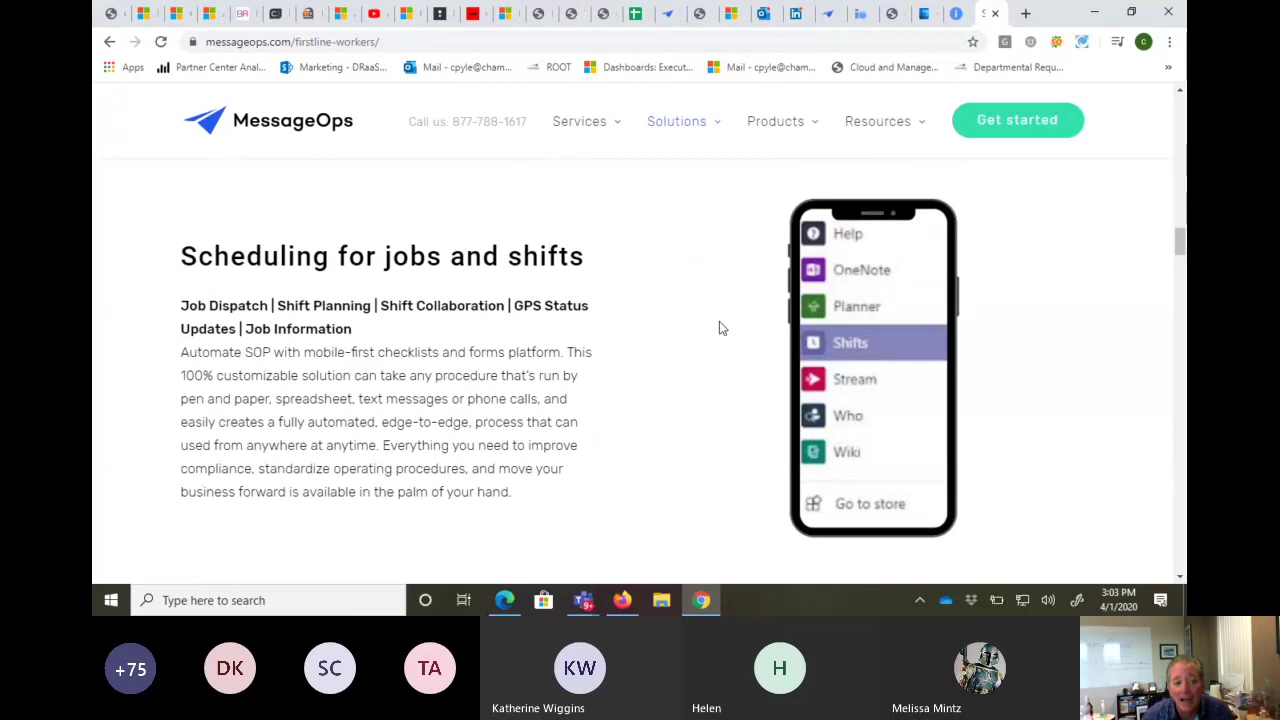 BR
S
messageops.com/firstline-workers/
G
c
Apps
Partner Center Anal...
Marketing - DRaaS...
Mail - cpyle@cham...
ROOT
Dashboards: Execut...
Mail - cpyle@cham...
Cloud and Manage...
Departmental Requ...
»
MessageOps
Call us: 877-788-1617
Services
Solutions
Products
Resources
Get started
Scheduling for jobs and shifts
Job Dispatch | Shift Planning | Shift Collaboration | GPS Status
Updates | Job Information
Automate SOP with mobile-first checklists and forms platform. This
100% customizable solution can take any procedure that's run by
pen and paper, spreadsheet, text messages or phone calls, and
easily creates a fully automated, edge-to-edge, process that can
used from anywhere at anytime. Everything you need to improve
compliance, standardize operating procedures, and move your
business forward is available in the palm of your hand.
Help
OneNote
Planner
Shifts
Stream
Who
Wiki
Go to store
Type here to search
9+
3:03 PM
4/1/2020
+75
DK
SC
TA
KW
Katherine Wiggins
H
Helen
Melissa Mintz